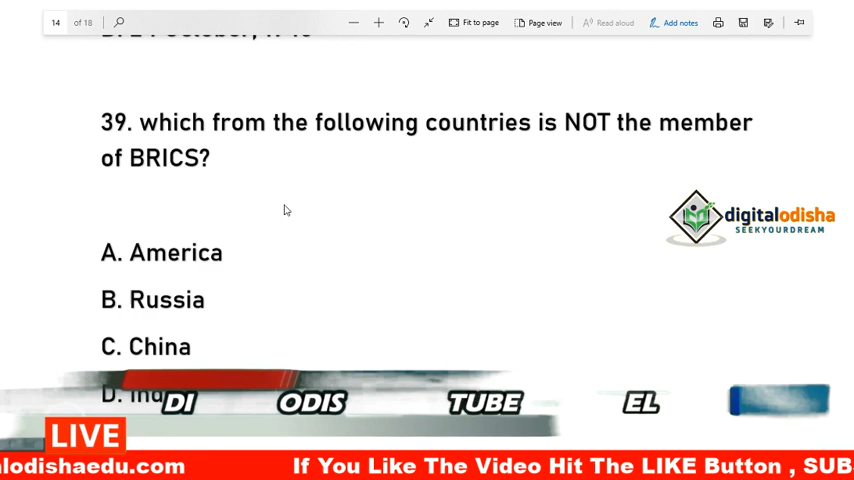 14 of 18 Fit to page Page view Read aloud Add notes
39. which from the following countries is NOT the member
of BRICS?
digitalodisha
SEEKYOURDREAM
A. America
B. Russia
C. China
D.
DI ODIS TUBE EL
LIVE
alodishaedu.com If You Like The Video Hit The LIKE Button , SUB